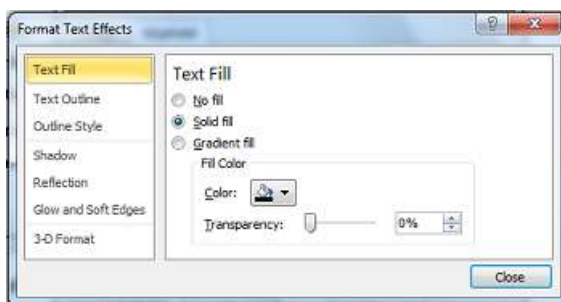 Format Text Effects
Text Fill
Text Outline
Outline Style
Shadow
Reflection
Glow and Soft Edges
3-D Format
Text Fill
No fill
Solid fill
Gradient fill
Fill Color
Color:
Transparency: 0%
Close